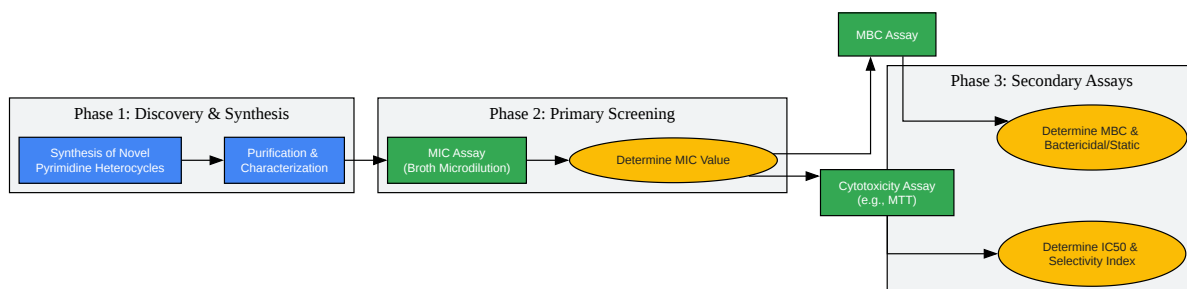 Phase 1: Discovery & Synthesis
Synthesis of Novel
Pyrimidine Heterocycles
Purification &
Characterization
Phase 2: Primary Screening
MIC Assay
(Broth Microdilution)
Determine MIC Value
MBC Assay
Phase 3: Secondary Assays
Determine MBC &
Bactericidal/Static
Cytotoxicity Assay
(e.g., MTT)
Determine IC50 &
Selectivity Index